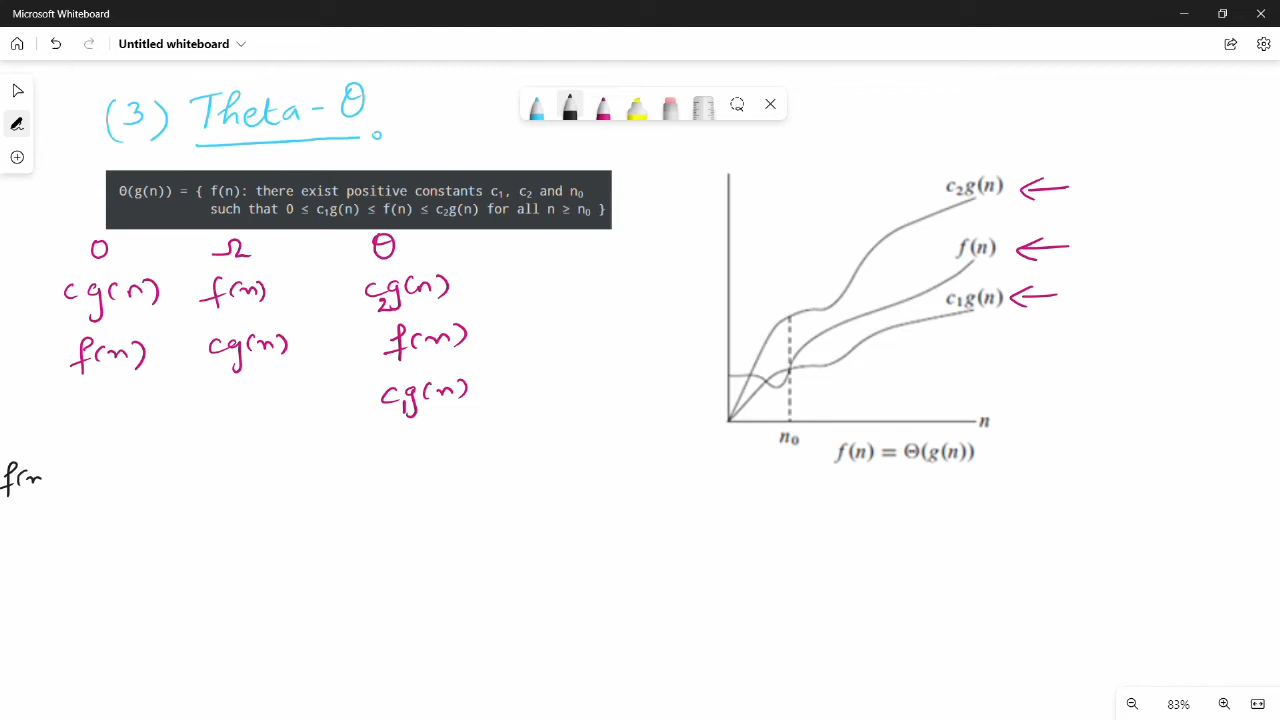 Microsoft Whiteboard
Untitled whiteboard
(3) Theta - θ
Θ(g(n)) = { f(n): there exist positive constants c₁, c₂ and n₀
such that 0 ≤ c₁g(n) ≤ f(n) ≤ c₂g(n) for all n ≥ n₀ }
O Ω θ
cg(n) f(n) c₂g(n)
f(n) cg(n) f(n)
c₁g(n)
f(n
c₂g(n)
f(n)
c₁g(n)
n
n₀
f(n) = Θ(g(n))
83%